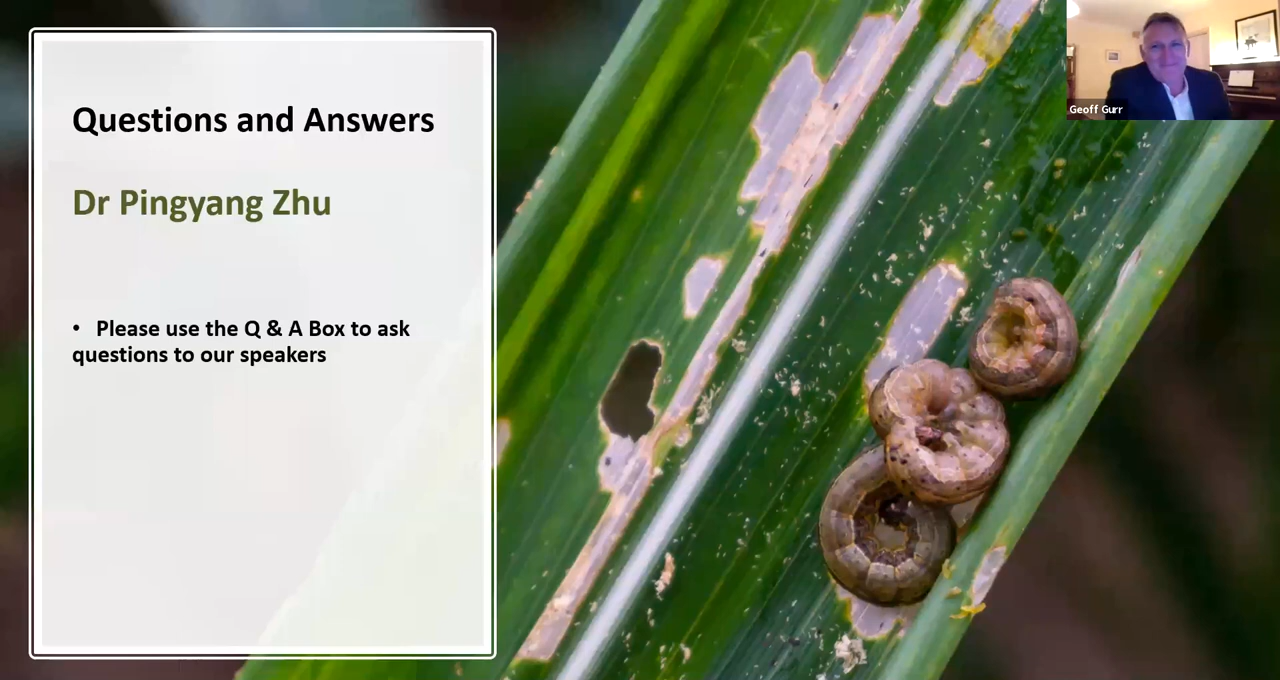 Questions and Answers
Dr Pingyang Zhu
• Please use the Q & A Box to ask
questions to our speakers
Geoff Gurr